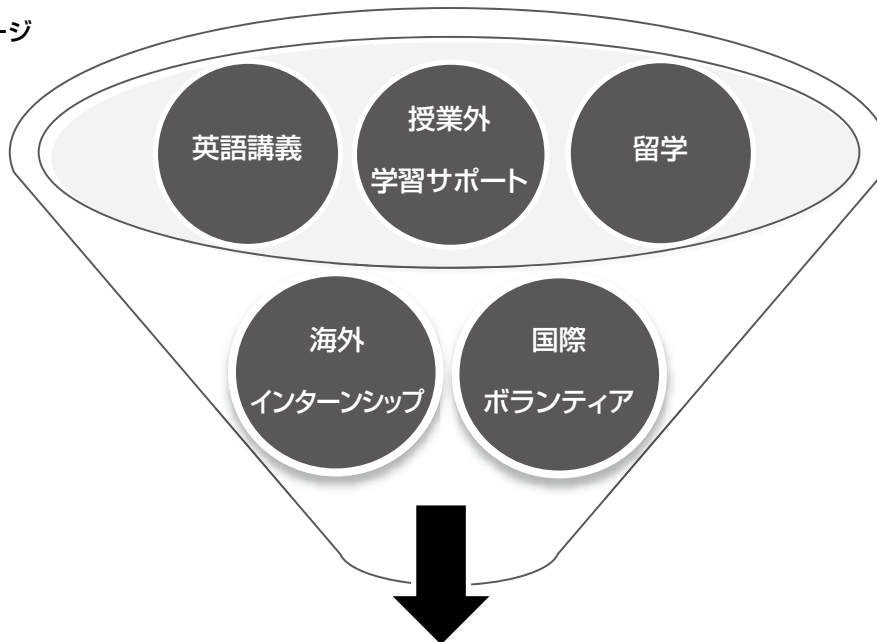 ージ
英語講義
授業外
学習サポート
留学
海外
インターンシップ
国際
ボランティア